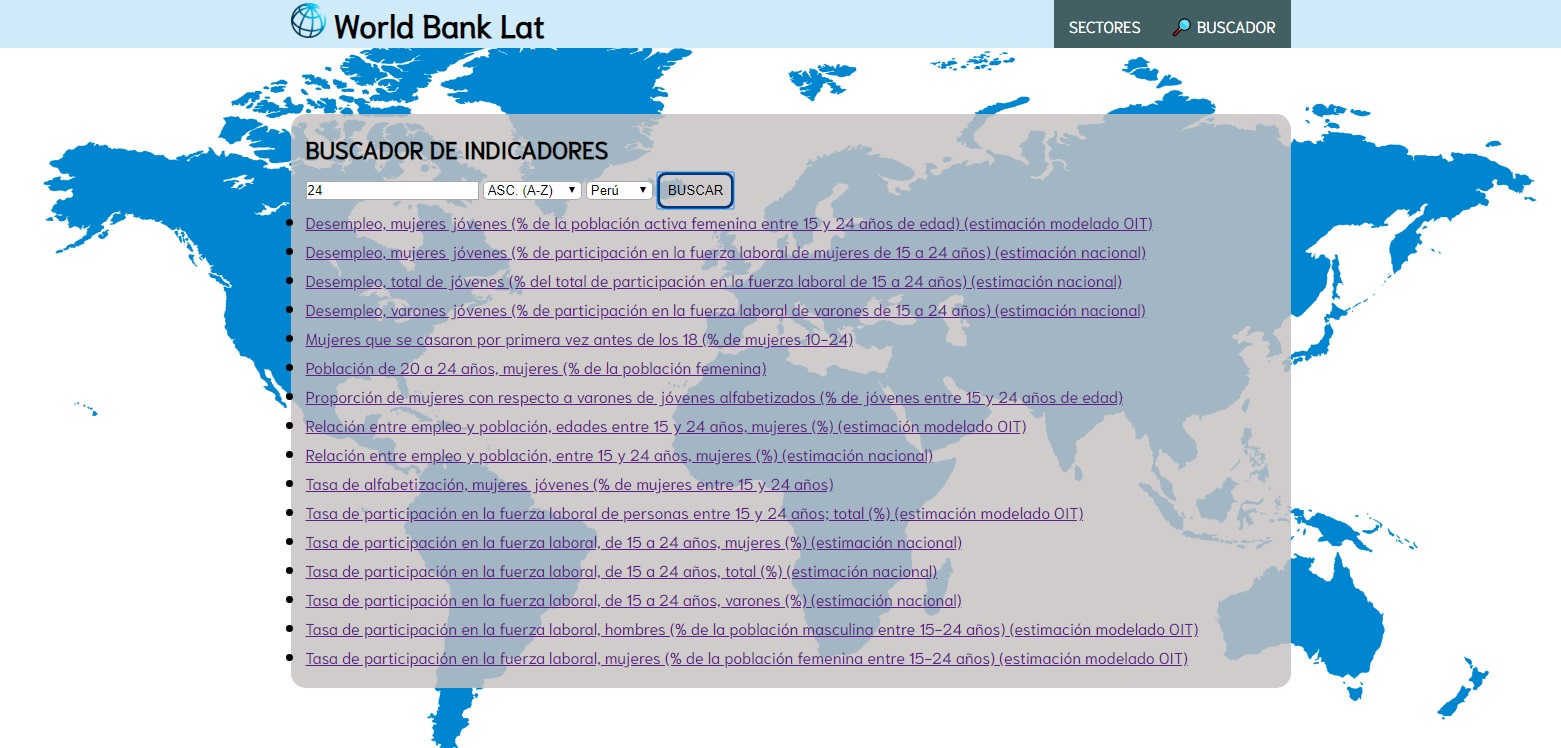 World Bank Lat
SECTORES
BUSCADOR
BUSCADOR DE INDICADORES
24 ASC. (A-Z) Perú BUSCAR
Desempleo, mujeres jóvenes (% de la población activa femenina entre 15 y 24 años de edad) (estimación modelado OIT)
Desempleo, mujeres jóvenes (% de participación en la fuerza laboral de mujeres de 15 a 24 años) (estimación nacional)
Desempleo, total de jóvenes (% del total de participación en la fuerza laboral de 15 a 24 años) (estimación nacional)
Desempleo, varones jóvenes (% de participación en la fuerza laboral de varones de 15 a 24 años) (estimación nacional)
Mujeres que se casaron por primera vez antes de los 18 (% de mujeres 10-24)
Población de 20 a 24 años, mujeres (% de la población femenina)
Proporción de mujeres con respecto a varones de jóvenes alfabetizados (% de jóvenes entre 15 y 24 años de edad)
Relación entre empleo y población, edades entre 15 y 24 años, mujeres (%) (estimación modelado OIT)
Relación entre empleo y población, entre 15 y 24 años, mujeres (%) (estimación nacional)
Tasa de alfabetización, mujeres jóvenes (% de mujeres entre 15 y 24 años)
Tasa de participación en la fuerza laboral de personas entre 15 y 24 años; total (%) (estimación modelado OIT)
Tasa de participación en la fuerza laboral, de 15 a 24 años, mujeres (%) (estimación nacional)
Tasa de participación en la fuerza laboral, de 15 a 24 años, total (%) (estimación nacional)
Tasa de participación en la fuerza laboral, de 15 a 24 años, varones (%) (estimación nacional)
Tasa de participación en la fuerza laboral, hombres (% de la población masculina entre 15-24 años) (estimación modelado OIT)
Tasa de participación en la fuerza laboral, mujeres (% de la población femenina entre 15-24 años) (estimación modelado OIT)